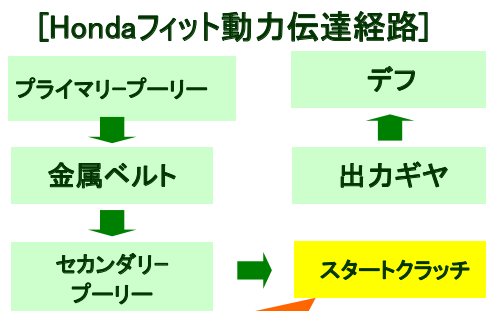 [Hondaフィット動力伝達経路]
プライマリープーリー
金属ベルト
セカンダリー
プーリー
スタートクラッチ
出力ギヤ
デフ